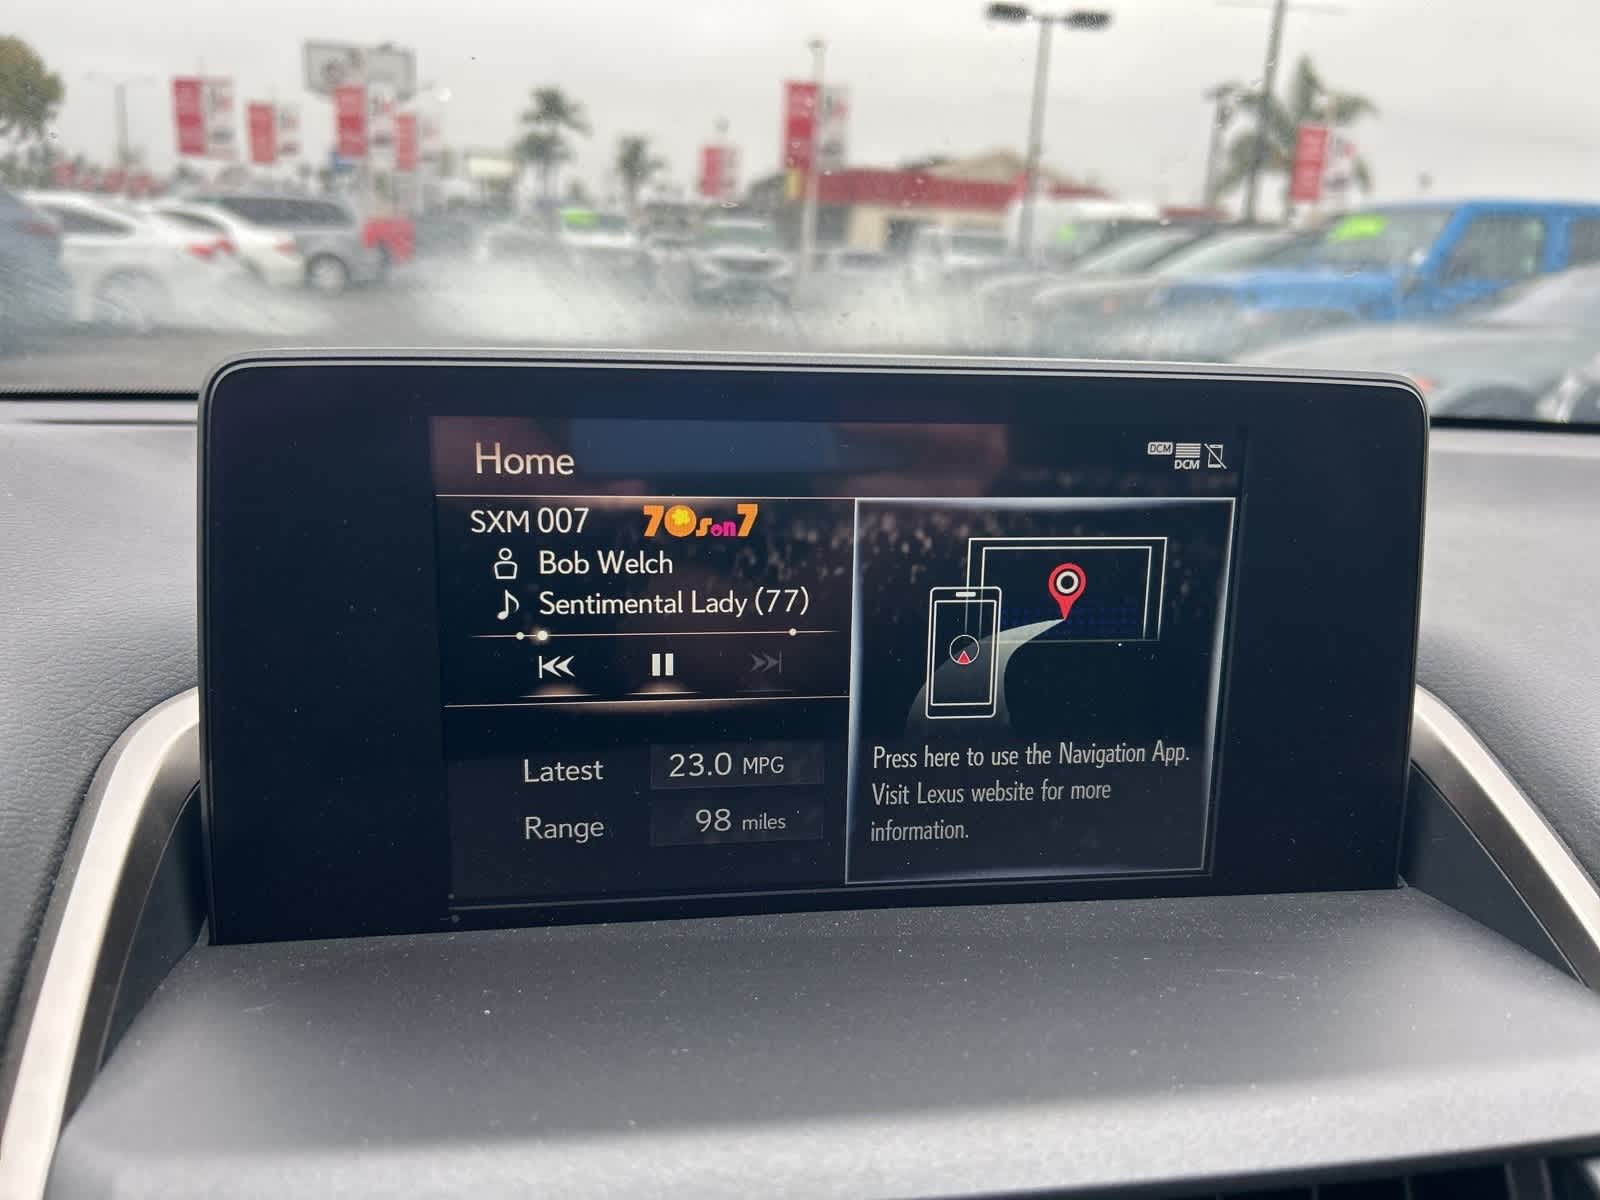 Home
DCM
DCM
SXM 007
70s on 7
Bob Welch
Sentimental Lady (77)
Latest 23.0 MPG
Range 98 miles
Press here to use the Navigation App.
Visit Lexus website for more
information.